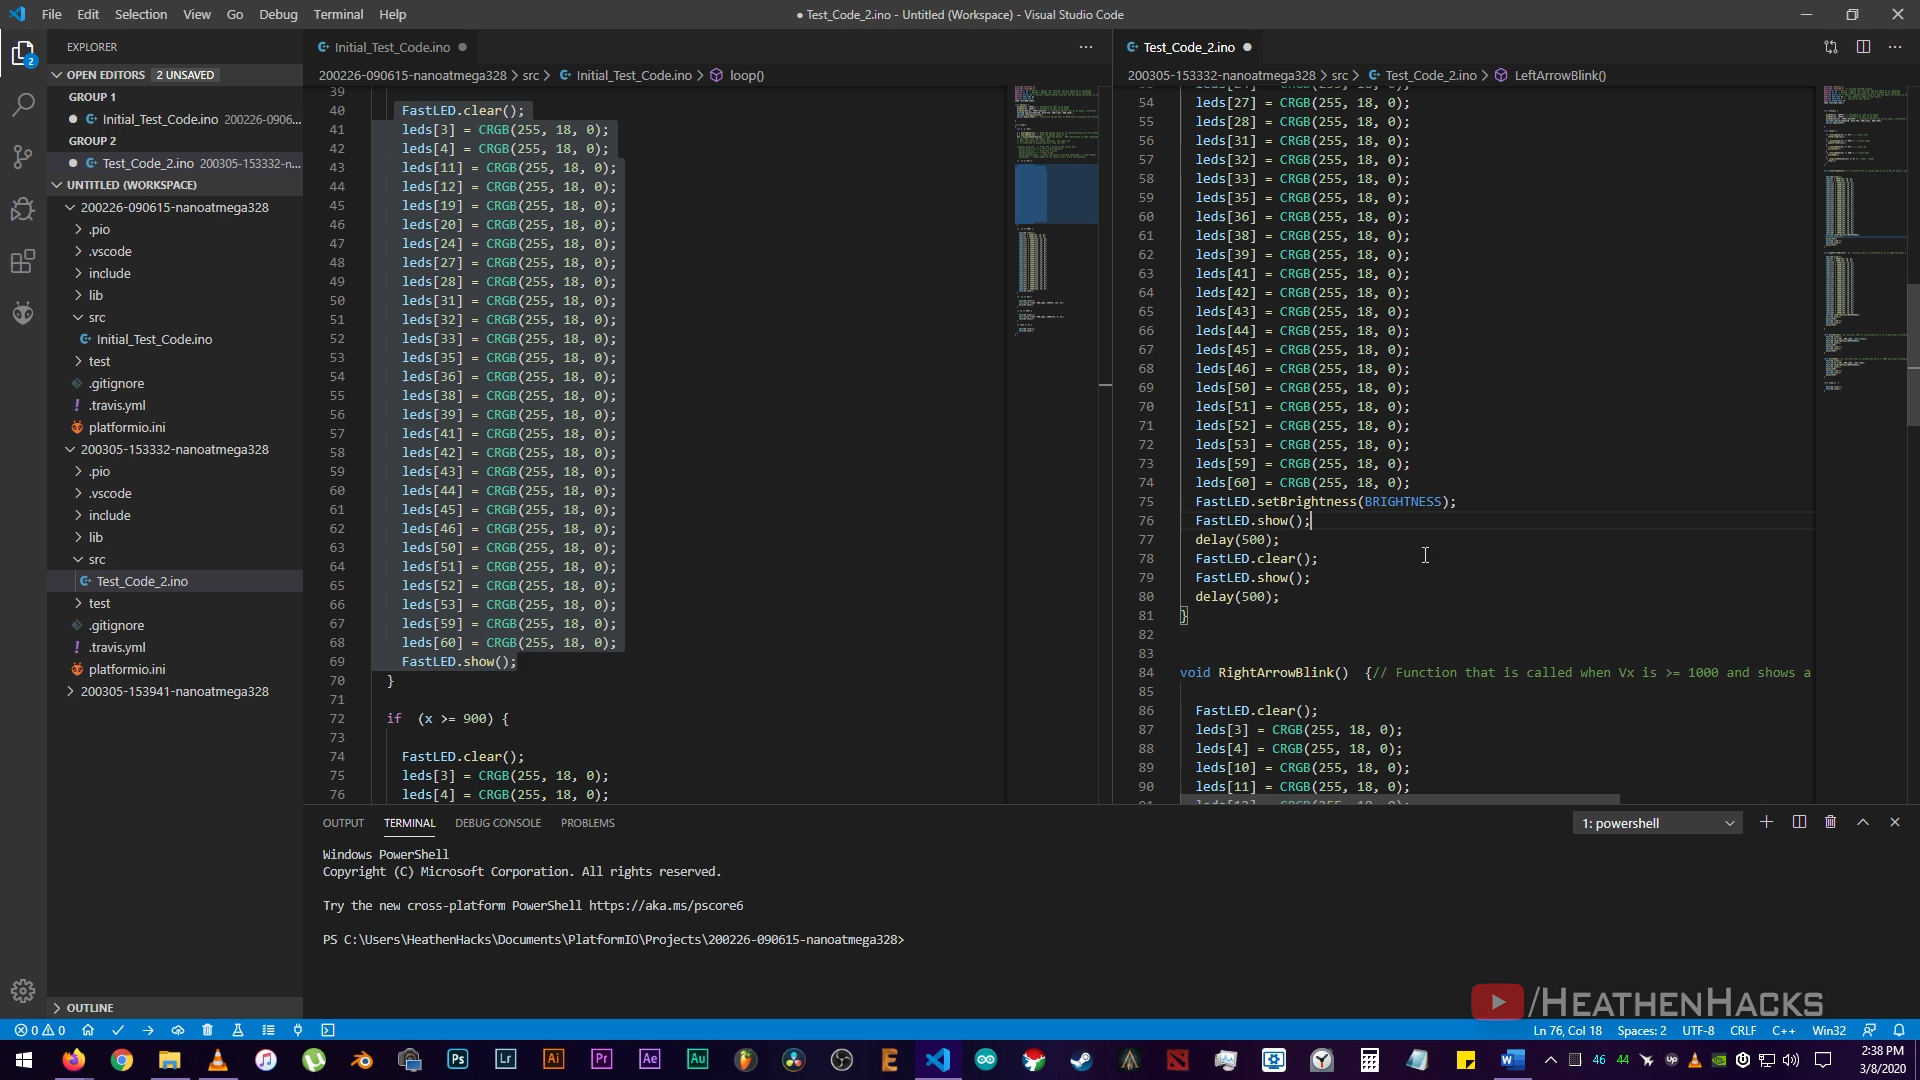 File Edit Selection View Go Debug Terminal Help
● Test_Code_2.ino - Untitled (Workspace) - Visual Studio Code
EXPLORER
OPEN EDITORS 2 UNSAVED
GROUP 1
Initial_Test_Code.ino 200226-0906...
GROUP 2
Test_Code_2.ino 200305-153332-n...
UNTITLED (WORKSPACE)
200226-090615-nanoatmega328
.pio
.vscode
include
lib
src
Initial_Test_Code.ino
test
.gitignore
.travis.yml
platformio.ini
200305-153332-nanoatmega328
.pio
.vscode
include
lib
src
Test_Code_2.ino
test
.gitignore
.travis.yml
platformio.ini
200305-153941-nanoatmega328
OUTLINE
2
Initial_Test_Code.ino
200226-090615-nanoatmega328 > src > Initial_Test_Code.ino > loop()
39
40 FastLED.clear();
41 leds[3] = CRGB(255, 18, 0);
42 leds[4] = CRGB(255, 18, 0);
43 leds[11] = CRGB(255, 18, 0);
44 leds[12] = CRGB(255, 18, 0);
45 leds[19] = CRGB(255, 18, 0);
46 leds[20] = CRGB(255, 18, 0);
47 leds[24] = CRGB(255, 18, 0);
48 leds[27] = CRGB(255, 18, 0);
49 leds[28] = CRGB(255, 18, 0);
50 leds[31] = CRGB(255, 18, 0);
51 leds[32] = CRGB(255, 18, 0);
52 leds[33] = CRGB(255, 18, 0);
53 leds[35] = CRGB(255, 18, 0);
54 leds[36] = CRGB(255, 18, 0);
55 leds[38] = CRGB(255, 18, 0);
56 leds[39] = CRGB(255, 18, 0);
57 leds[41] = CRGB(255, 18, 0);
58 leds[42] = CRGB(255, 18, 0);
59 leds[43] = CRGB(255, 18, 0);
60 leds[44] = CRGB(255, 18, 0);
61 leds[45] = CRGB(255, 18, 0);
62 leds[46] = CRGB(255, 18, 0);
63 leds[50] = CRGB(255, 18, 0);
64 leds[51] = CRGB(255, 18, 0);
65 leds[52] = CRGB(255, 18, 0);
66 leds[53] = CRGB(255, 18, 0);
67 leds[59] = CRGB(255, 18, 0);
68 leds[60] = CRGB(255, 18, 0);
69 FastLED.show();
70 }
71
72 if (x >= 900) {
73
74 FastLED.clear();
75 leds[3] = CRGB(255, 18, 0);
76 leds[4] = CRGB(255, 18, 0);
Test_Code_2.ino
200305-153332-nanoatmega328 > src > Test_Code_2.ino > LeftArrowBlink()
54 leds[27] = CRGB(255, 18, 0);
55 leds[28] = CRGB(255, 18, 0);
56 leds[31] = CRGB(255, 18, 0);
57 leds[32] = CRGB(255, 18, 0);
58 leds[33] = CRGB(255, 18, 0);
59 leds[35] = CRGB(255, 18, 0);
60 leds[36] = CRGB(255, 18, 0);
61 leds[38] = CRGB(255, 18, 0);
62 leds[39] = CRGB(255, 18, 0);
63 leds[41] = CRGB(255, 18, 0);
64 leds[42] = CRGB(255, 18, 0);
65 leds[43] = CRGB(255, 18, 0);
66 leds[44] = CRGB(255, 18, 0);
67 leds[45] = CRGB(255, 18, 0);
68 leds[46] = CRGB(255, 18, 0);
69 leds[50] = CRGB(255, 18, 0);
70 leds[51] = CRGB(255, 18, 0);
71 leds[52] = CRGB(255, 18, 0);
72 leds[53] = CRGB(255, 18, 0);
73 leds[59] = CRGB(255, 18, 0);
74 leds[60] = CRGB(255, 18, 0);
75 FastLED.setBrightness(BRIGHTNESS);
76 FastLED.show();
77 delay(500);
78 FastLED.clear();
79 FastLED.show();
80 delay(500);
81 }
82
83
84 void RightArrowBlink() {// Function that is called when Vx is >= 1000 and shows a
85
86 FastLED.clear();
87 leds[3] = CRGB(255, 18, 0);
88 leds[4] = CRGB(255, 18, 0);
89 leds[10] = CRGB(255, 18, 0);
90 leds[11] = CRGB(255, 18, 0);
OUTPUT TERMINAL DEBUG CONSOLE PROBLEMS
1: powershell
Windows PowerShell
Copyright (C) Microsoft Corporation. All rights reserved.
Try the new cross-platform PowerShell https://aka.ms/pscore6
PS C:\Users\HeathenHacks\Documents\PlatformIO\Projects\200226-090615-nanoatmega328>
/HEATHENHACKS
0 0
Ln 76, Col 18 Spaces: 2 UTF-8 CRLF C++ Win32
Ps Lr Ai Pr Ae Au
46 44
2:38 PM
3/8/2020